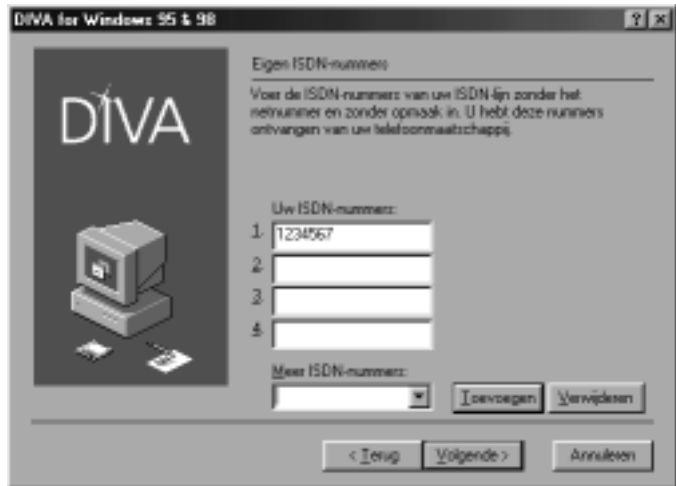 DIVA for Windows 95 & 98
DIVA
Eigen ISDN-nummers
Voer de ISDN-nummers van uw ISDN-lijn zonder het
netnummer en zonder opmaak in. U hebt deze nummers
ontvangen van uw telefoonmaatschappij.
Uw ISDN-nummers:
1. 1234567
2.
3.
4.
Meer ISDN-nummers:
Toevoegen
Verwijderen
< Terug
Volgende >
Annuleren